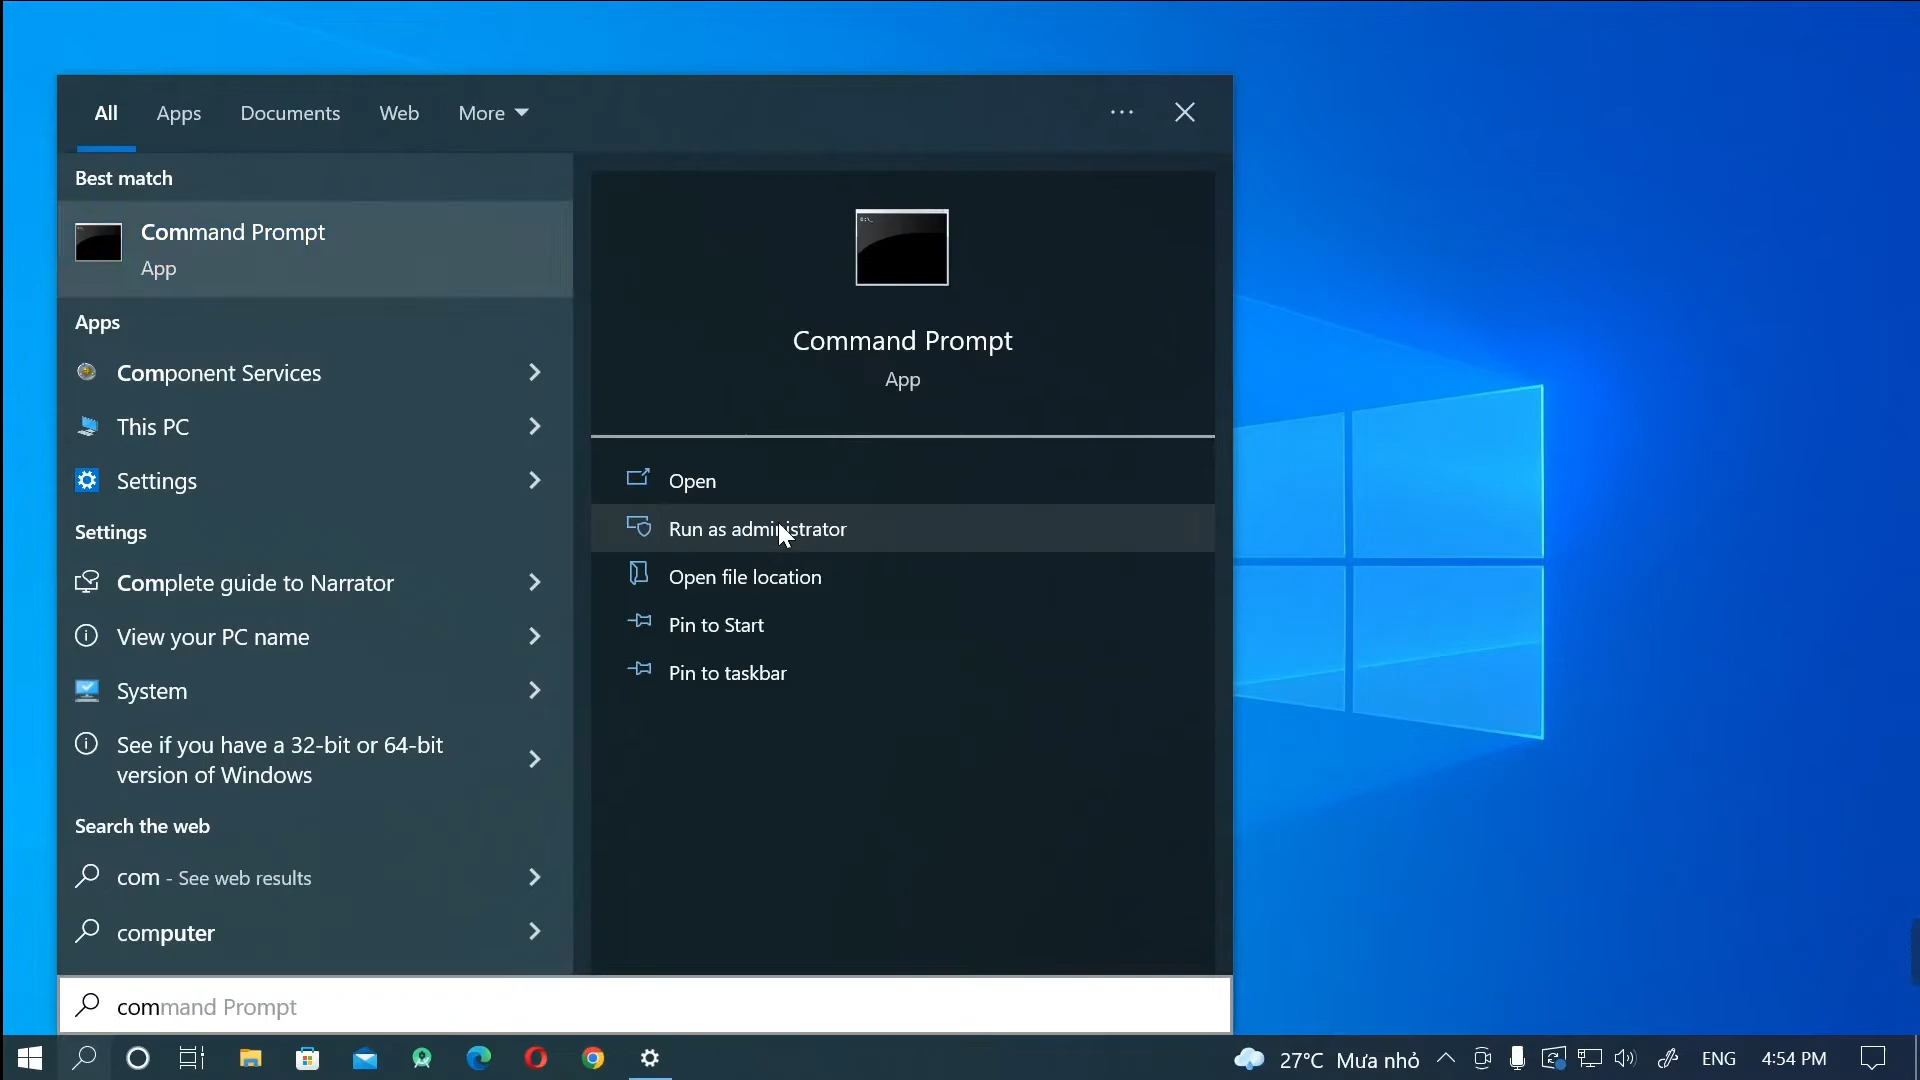 All Apps Documents Web More
Best match
Command Prompt
App
Apps
Component Services
This PC
Settings
Settings
Complete guide to Narrator
View your PC name
System
See if you have a 32-bit or 64-bit
version of Windows
Search the web
com - See web results
computer
Command Prompt
App
Open
Run as administrator
Open file location
Pin to Start
Pin to taskbar
command Prompt
27°C Mưa nhỏ ENG 4:54 PM